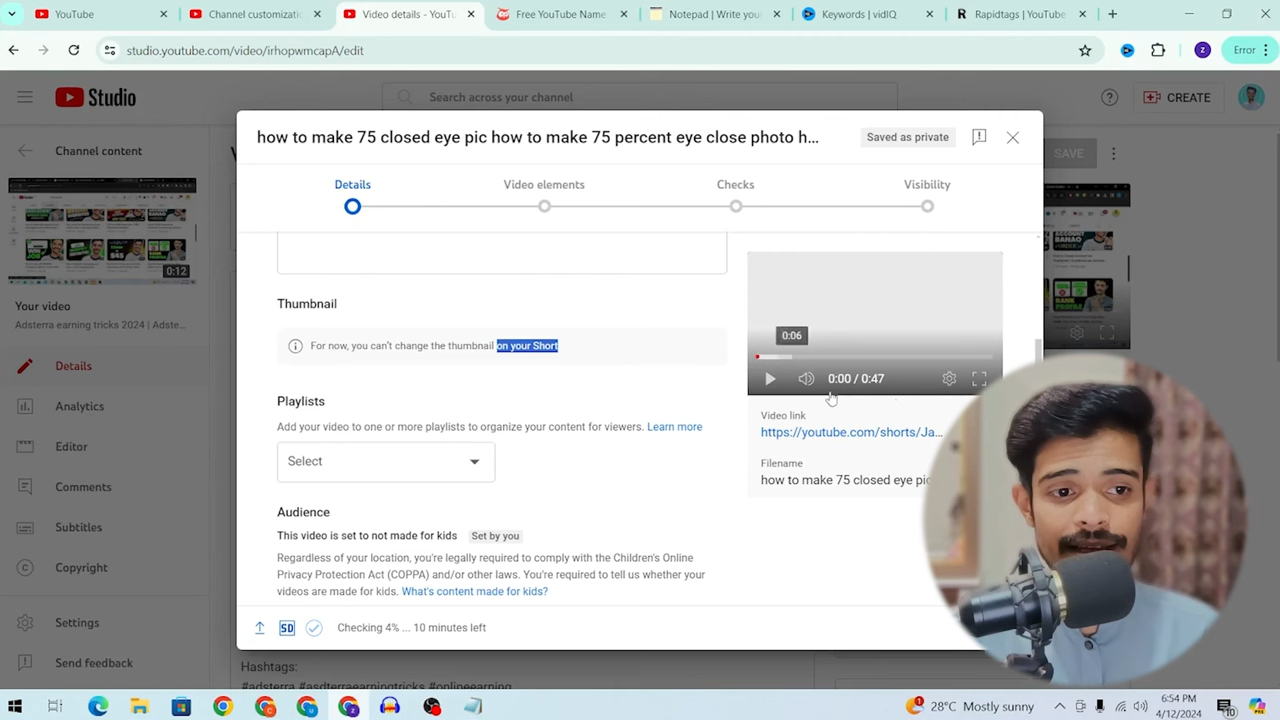 YouTube
Channel customizatio
Video details - YouTu
Free YouTube Name
Notepad | Write your
Keywords | vidIQ
Rapidtags | YouTube
studio.youtube.com/video/irhopwmcapA/edit
Z
Error
Studio
Search across your channel
CREATE
Channel content
how to make 75 closed eye pic how to make 75 percent eye close photo h...
Saved as private
SAVE
Details
Video elements
Checks
Visibility
0:12
Thumbnail
For now, you can't change the thumbnail on your Short
0:06
0:00 / 0:47
Your video
Adsterra earning tricks 2024 | Adste...
Details
Analytics
Editor
Comments
Subtitles
Copyright
Settings
Send feedback
Playlists
Add your video to one or more playlists to organize your content for viewers. Learn more
Select
Video link
https://youtube.com/shorts/Ja...
Filename
how to make 75 closed eye pic
Audience
This video is set to not made for kids
Set by you
Regardless of your location, you're legally required to comply with the Children's Online
Privacy Protection Act (COPPA) and/or other laws. You're required to tell us whether your
videos are made for kids. What's content made for kids?
SD
Checking 4% ... 10 minutes left
Hashtags:
#adsterra #asdterraearningtricks #onlineearning
28°C Mostly sunny
6:54 PM
4/12/2024
10